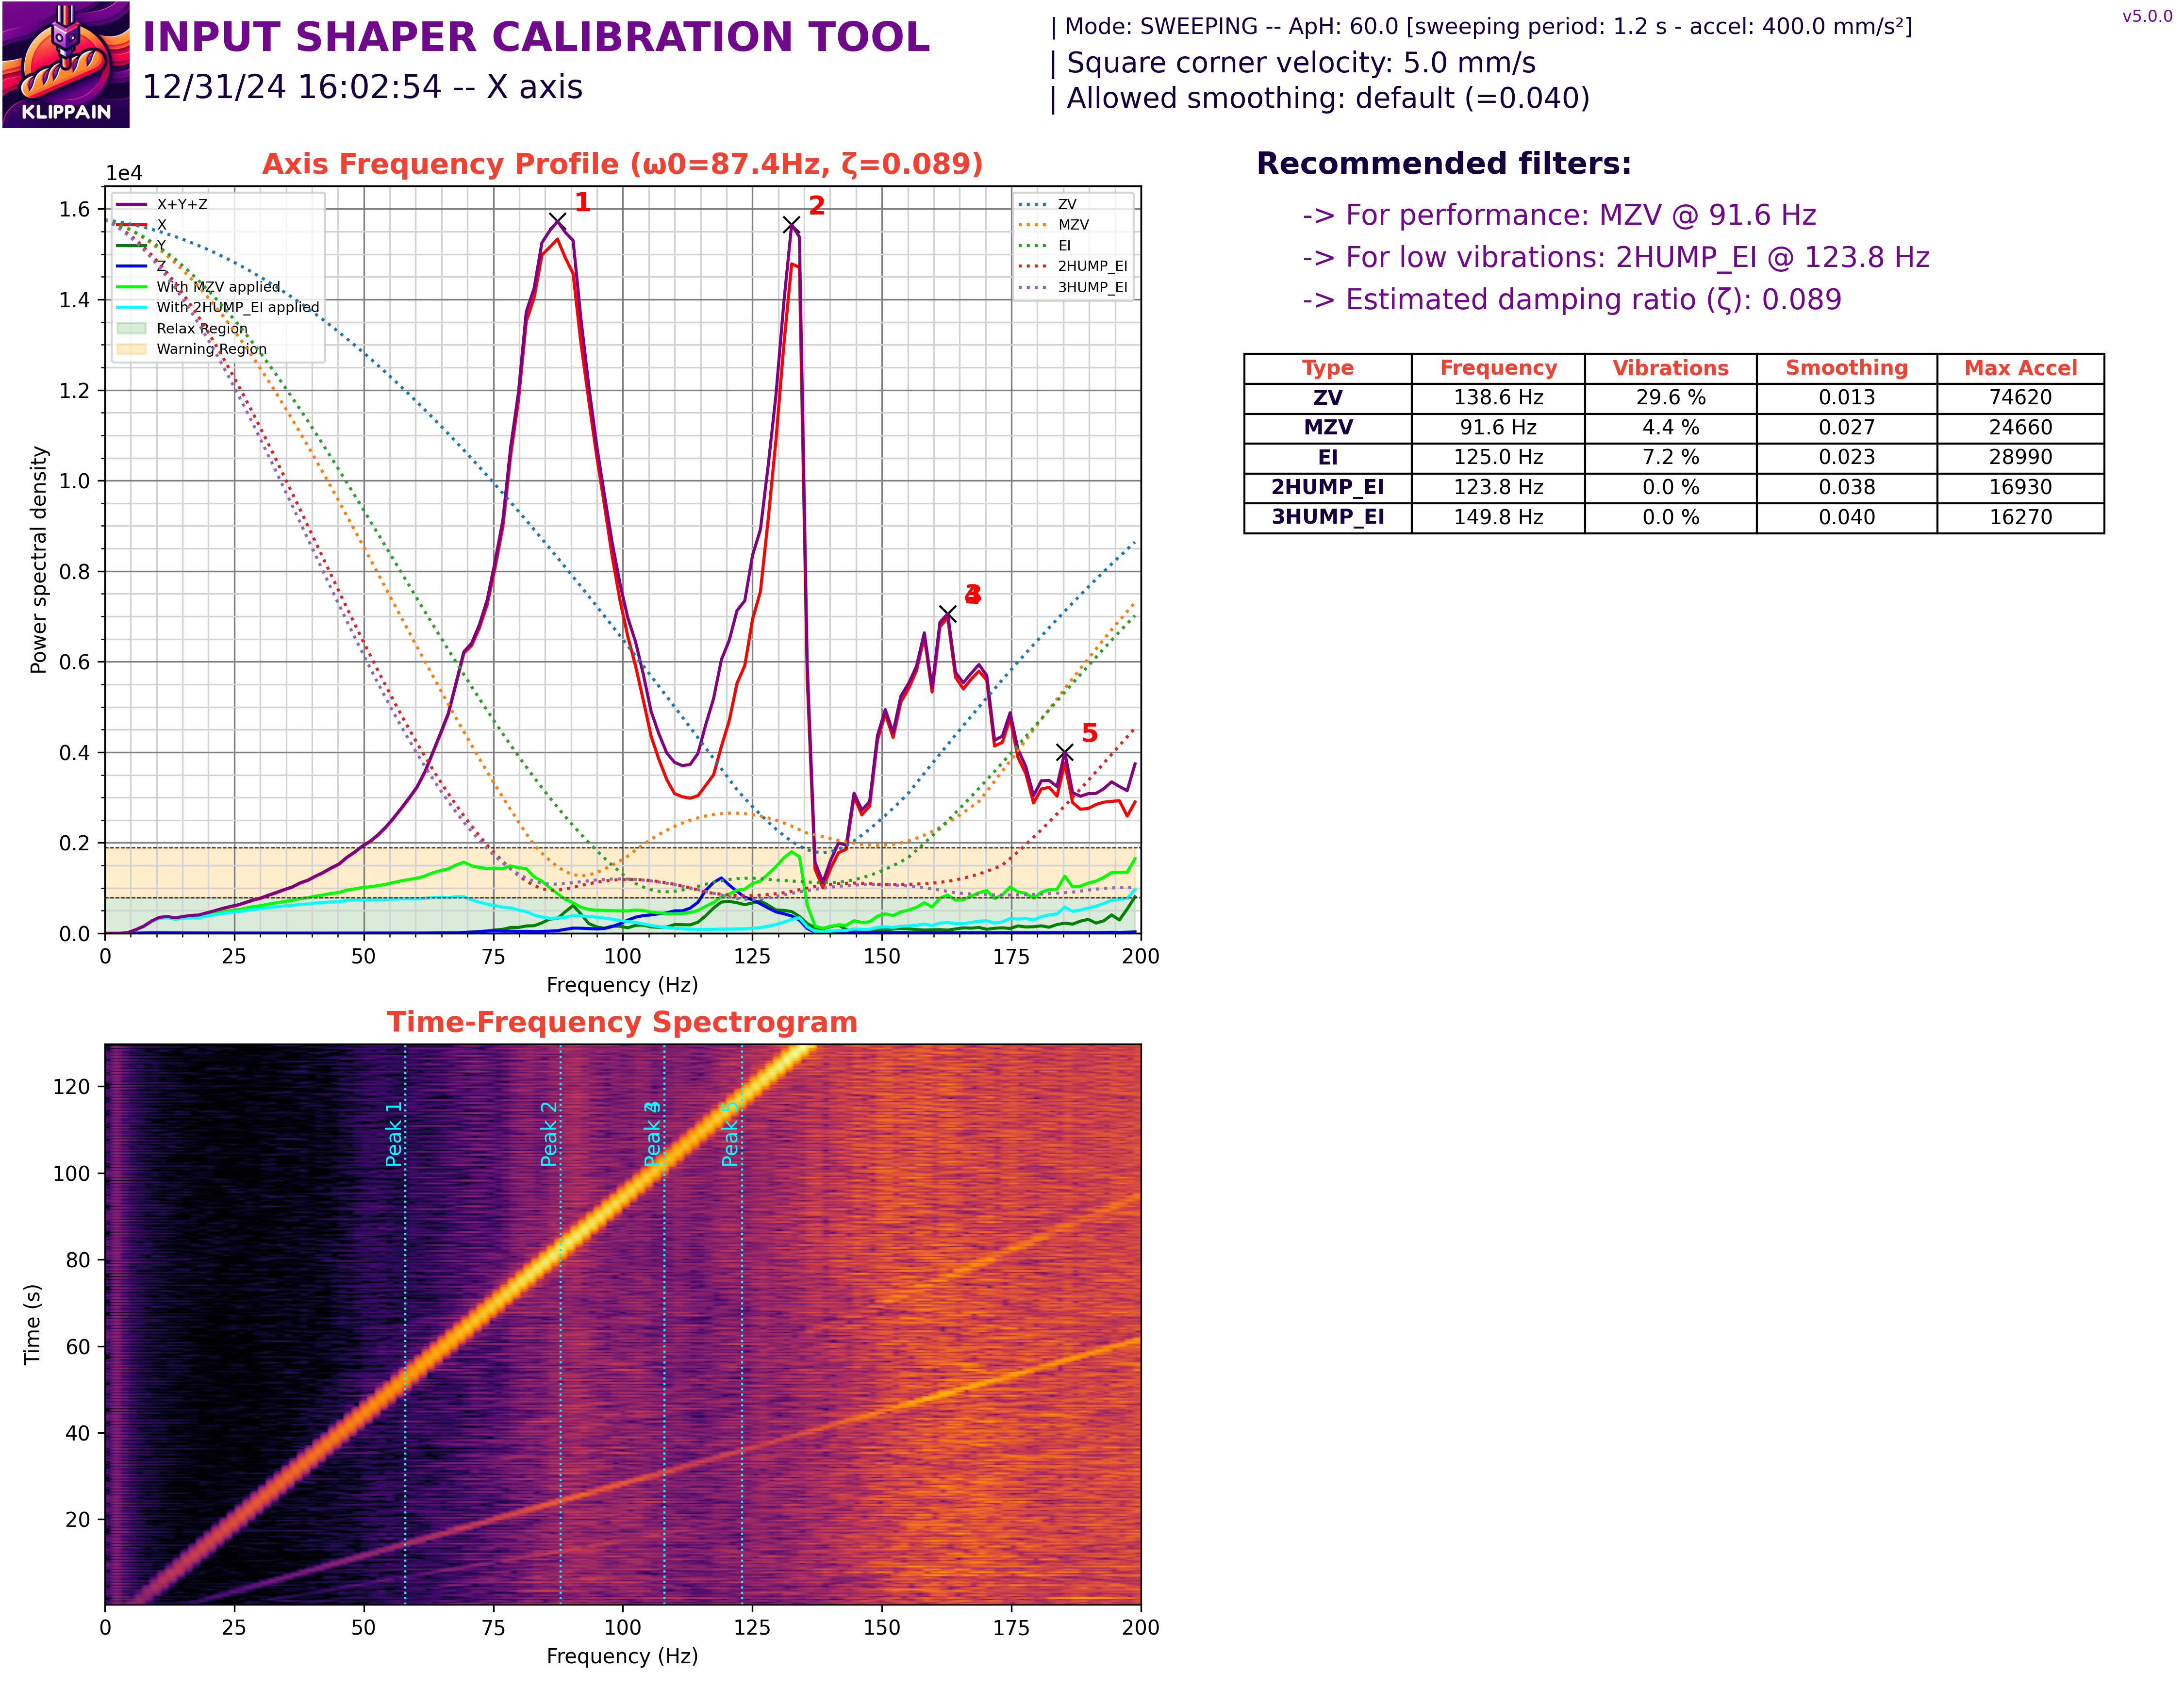 KLIPPAIN
INPUT SHAPER CALIBRATION TOOL
12/31/24 16:02:54 -- X axis
| Mode: SWEEPING -- ApH: 60.0 [sweeping period: 1.2 s - accel: 400.0 mm/s²]
| Square corner velocity: 5.0 mm/s
| Allowed smoothing: default (=0.040)
v5.0.0
Axis Frequency Profile (ω0=87.4Hz, ζ=0.089)
1e4
X+Y+Z
X
Y
Z
With MZV applied
With 2HUMP_EI applied
Relax Region
Warning Region
ZV
MZV
EI
2HUMP_EI
3HUMP_EI
1
2
4
5
Power spectral density
1.6
1.4
1.2
1.0
0.8
0.6
0.4
0.2
0.0
0 25 50 75 100 125 150 175 200
Frequency (Hz)
Recommended filters:
-> For performance: MZV @ 91.6 Hz
-> For low vibrations: 2HUMP_EI @ 123.8 Hz
-> Estimated damping ratio (ζ): 0.089
Type Frequency Vibrations Smoothing Max Accel
ZV 138.6 Hz 29.6 % 0.013 74620
MZV 91.6 Hz 4.4 % 0.027 24660
EI 125.0 Hz 7.2 % 0.023 28990
2HUMP_EI 123.8 Hz 0.0 % 0.038 16930
3HUMP_EI 149.8 Hz 0.0 % 0.040 16270
Time-Frequency Spectrogram
Time (s)
120
100
80
60
40
20
Peak 1
Peak 2
Peak 4
Peak 5
0 25 50 75 100 125 150 175 200
Frequency (Hz)